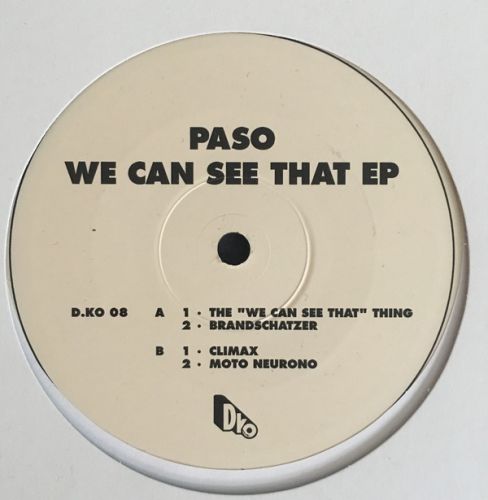 PASO
WE CAN SEE THAT EP
D.KO 08 A 1 · THE "WE CAN SEE THAT" THING
2 · BRANDSCHATZER
B 1 · CLIMAX
2 · MOTO NEURONO
D.KO